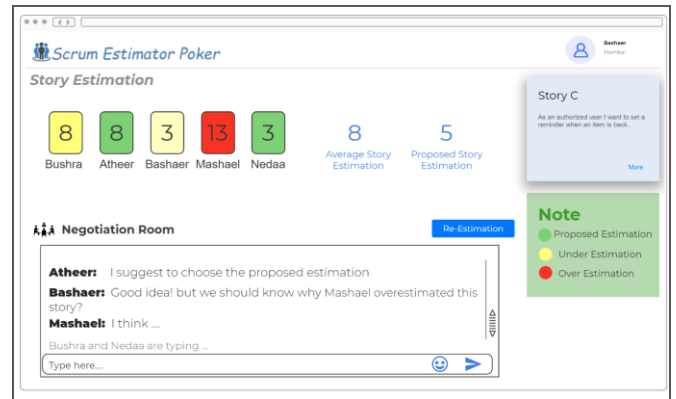 Scrum Estimator Poker
Bashaer
Member
Story Estimation
8 8 3 13 3
Bushra Atheer Bashaer Mashael Nedaa
8 5
Average Story Estimation
Proposed Story Estimation
Story C
As an authorized user I want to set a
reminder when an item is back.
More
Negotiation Room
Re-Estimation
Note
Proposed Estimation
Under Estimation
Over Estimation
Atheer: I suggest to choose the proposed estimation
Bashaer: Good idea! but we should know why Mashael overestimated this
story?
Mashael: I think ....
Bushra and Nedaa are typing ...
Type here....